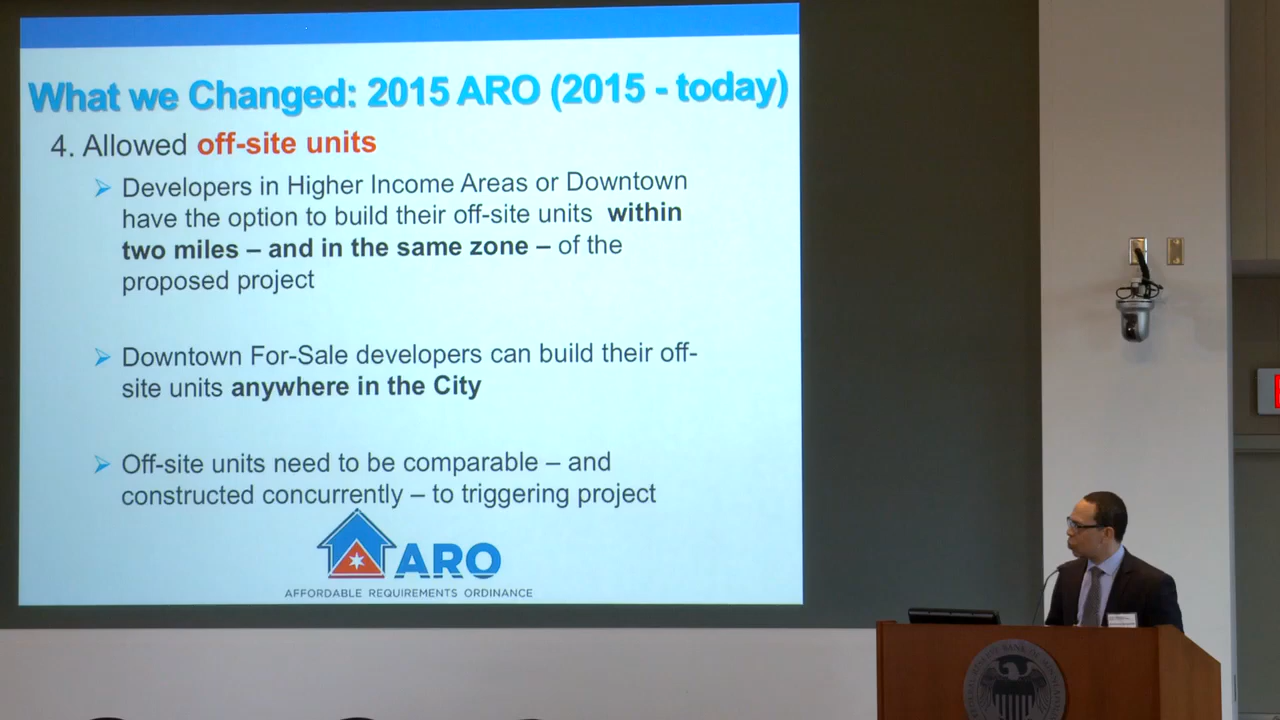 What we Changed: 2015 ARO (2015 - today)
4. Allowed off-site units
Developers in Higher Income Areas or Downtown
have the option to build their off-site units within
two miles – and in the same zone – of the
proposed project
Downtown For-Sale developers can build their off-
site units anywhere in the City
Off-site units need to be comparable – and
constructed concurrently – to triggering project
ARO
AFFORDABLE REQUIREMENTS ORDINANCE